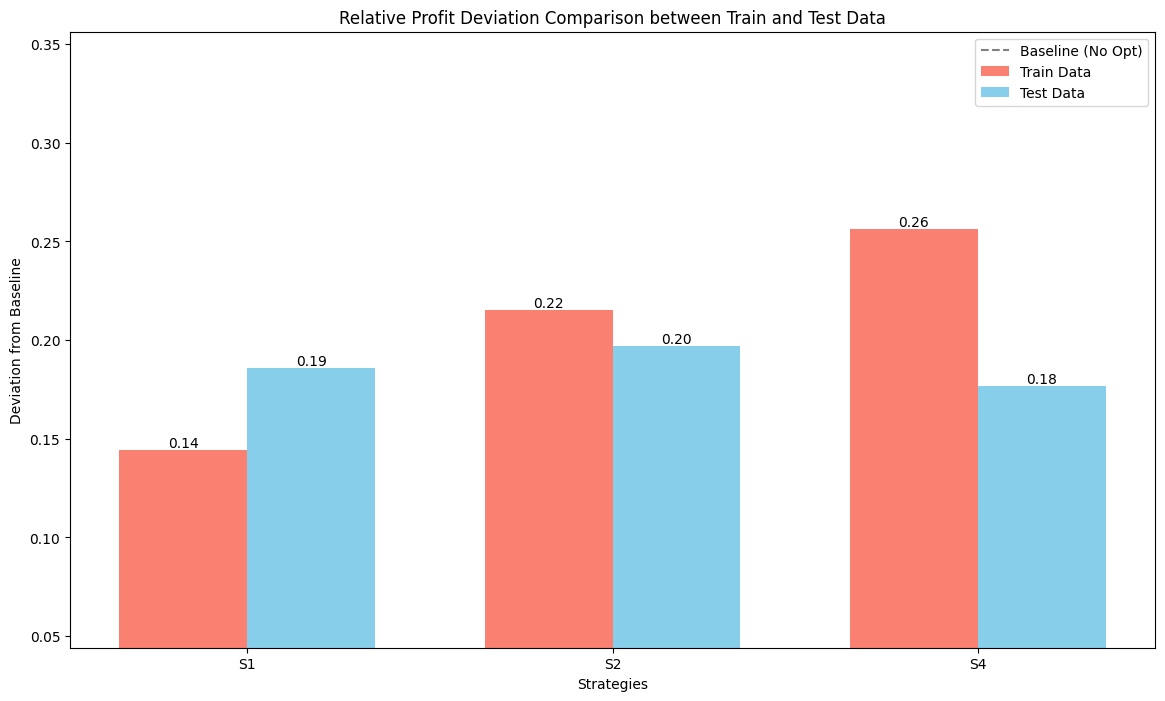 Relative Profit Deviation Comparison between Train and Test Data
Baseline (No Opt)
Train Data
Test Data
Deviation from Baseline
0.35
0.30
0.25
0.20
0.15
0.10
0.05
0.14
0.19
0.22
0.20
0.26
0.18
S1
S2
S4
Strategies